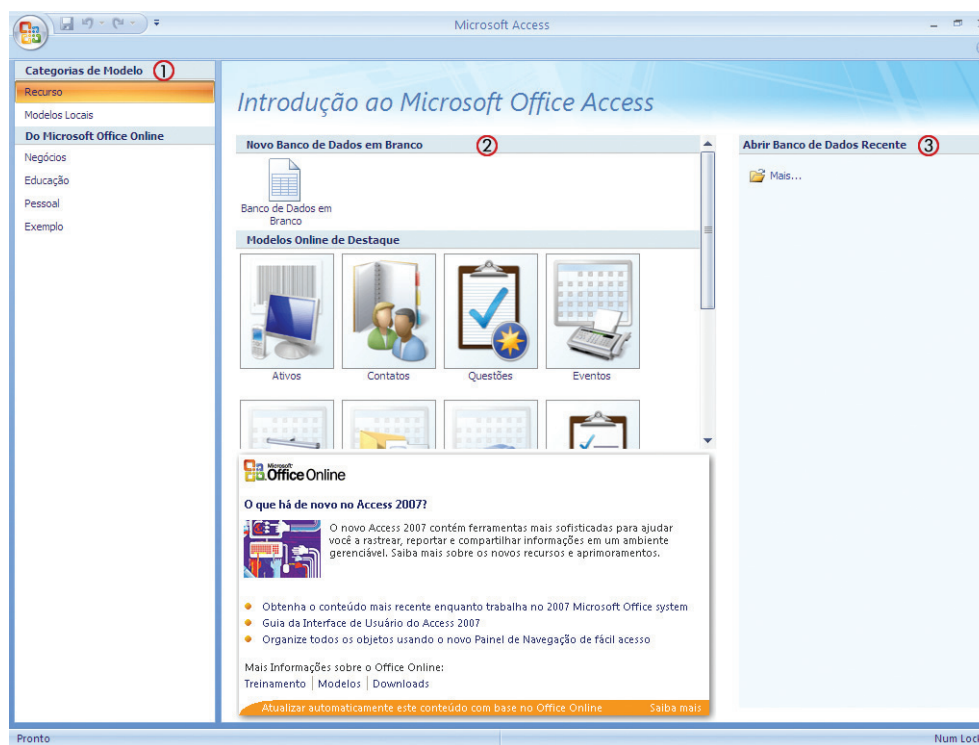 Microsoft Access
Categorias de Modelo 1
Recurso
Modelos Locais
Do Microsoft Office Online
Negócios
Educação
Pessoal
Exemplo
Introdução ao Microsoft Office Access
Novo Banco de Dados em Branco 2
Banco de Dados em
Branco
Modelos Online de Destaque
Ativos
Contatos
Questões
Eventos
Microsoft
Office Online
O que há de novo no Access 2007?
O novo Access 2007 contém ferramentas mais sofisticadas para ajudar
você a rastrear, reportar e compartilhar informações em um ambiente
gerenciável. Saiba mais sobre os novos recursos e aprimoramentos.
Obtenha o conteúdo mais recente enquanto trabalha no 2007 Microsoft Office system
Guia da Interface de Usuário do Access 2007
Organize todos os objetos usando o novo Painel de Navegação de fácil acesso
Mais Informações sobre o Office Online:
Treinamento | Modelos | Downloads
Atualizar automaticamente este conteúdo com base no Office Online Saiba mais
Abrir Banco de Dados Recente 3
Mais...
Pronto
Num Loc